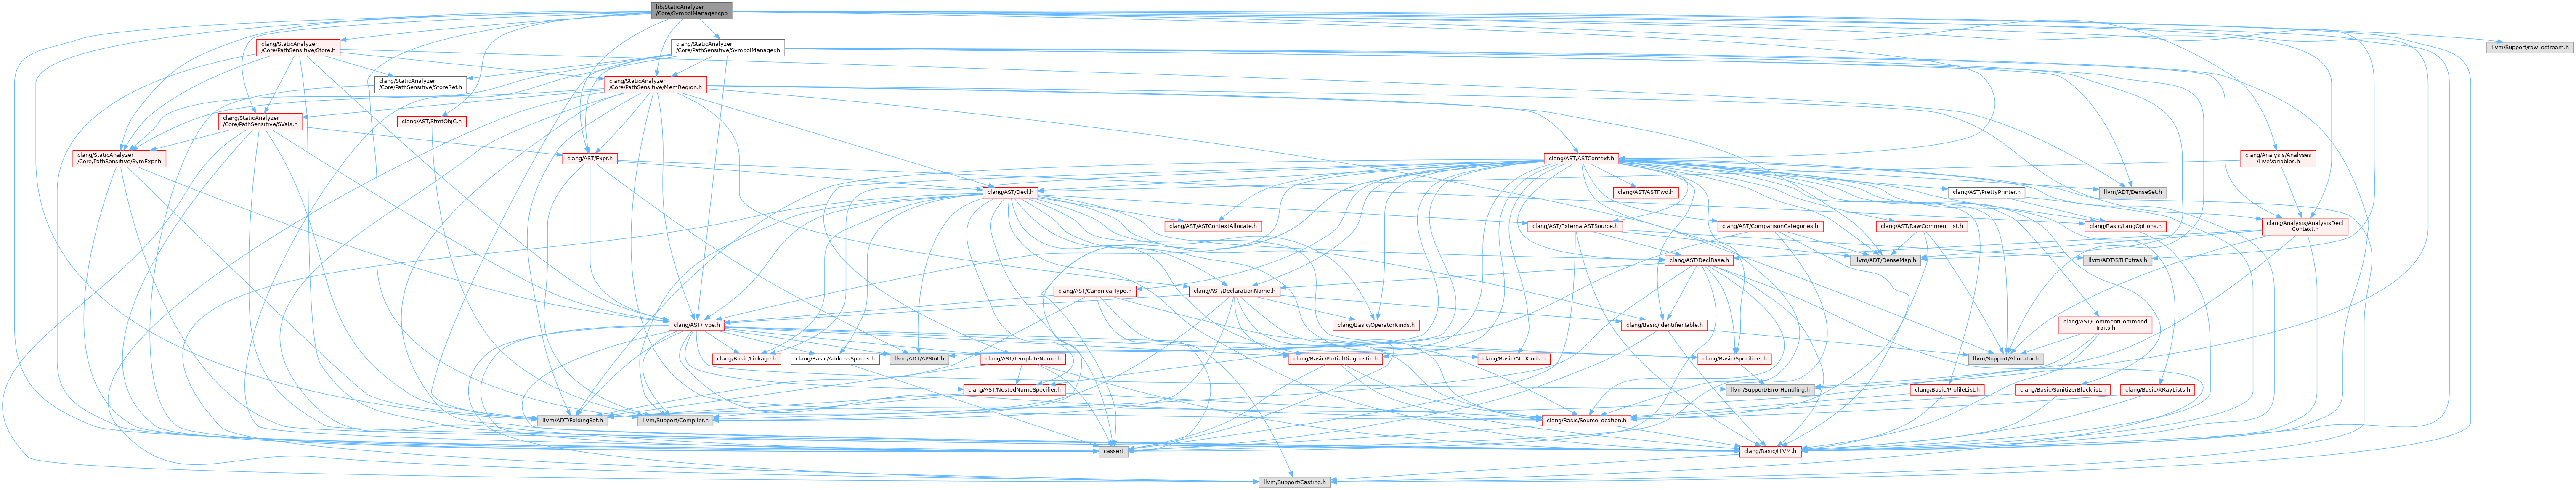 lib/StaticAnalyzer
/Core/SymbolManager.cpp
clang/StaticAnalyzer
/Core/PathSensitive/Store.h
clang/StaticAnalyzer
/Core/PathSensitive/SymbolManager.h
llvm/Support/raw_ostream.h
clang/StaticAnalyzer
/Core/PathSensitive/StoreRef.h
clang/StaticAnalyzer
/Core/PathSensitive/MemRegion.h
clang/StaticAnalyzer
/Core/PathSensitive/SVals.h
clang/AST/StmtObjC.h
clang/StaticAnalyzer
/Core/PathSensitive/SymExpr.h
clang/AST/Expr.h
clang/AST/ASTContext.h
clang/Analysis/Analyses
/LiveVariables.h
clang/AST/Decl.h
clang/AST/ASTFwd.h
clang/AST/PrettyPrinter.h
llvm/ADT/DenseSet.h
clang/AST/ASTContextAllocate.h
clang/AST/ExternalASTSource.h
clang/AST/ComparisonCategories.h
clang/AST/RawCommentList.h
clang/Basic/LangOptions.h
clang/Analysis/AnalysisDecl
Context.h
clang/AST/DeclBase.h
llvm/ADT/DenseMap.h
llvm/ADT/STLExtras.h
clang/AST/CanonicalType.h
clang/AST/DeclarationName.h
clang/AST/Type.h
clang/Basic/OperatorKinds.h
clang/Basic/IdentifierTable.h
clang/AST/CommentCommand
Traits.h
clang/Basic/Linkage.h
clang/Basic/AddressSpaces.h
llvm/ADT/APSInt.h
clang/AST/TemplateName.h
clang/Basic/PartialDiagnostic.h
clang/Basic/AttrKinds.h
clang/Basic/Specifiers.h
llvm/Support/Allocator.h
clang/AST/NestedNameSpecifier.h
llvm/Support/ErrorHandling.h
clang/Basic/ProfileList.h
clang/Basic/SanitizerBlacklist.h
clang/Basic/XRayLists.h
llvm/ADT/FoldingSet.h
llvm/Support/Compiler.h
clang/Basic/SourceLocation.h
cassert
clang/Basic/LLVM.h
llvm/Support/Casting.h